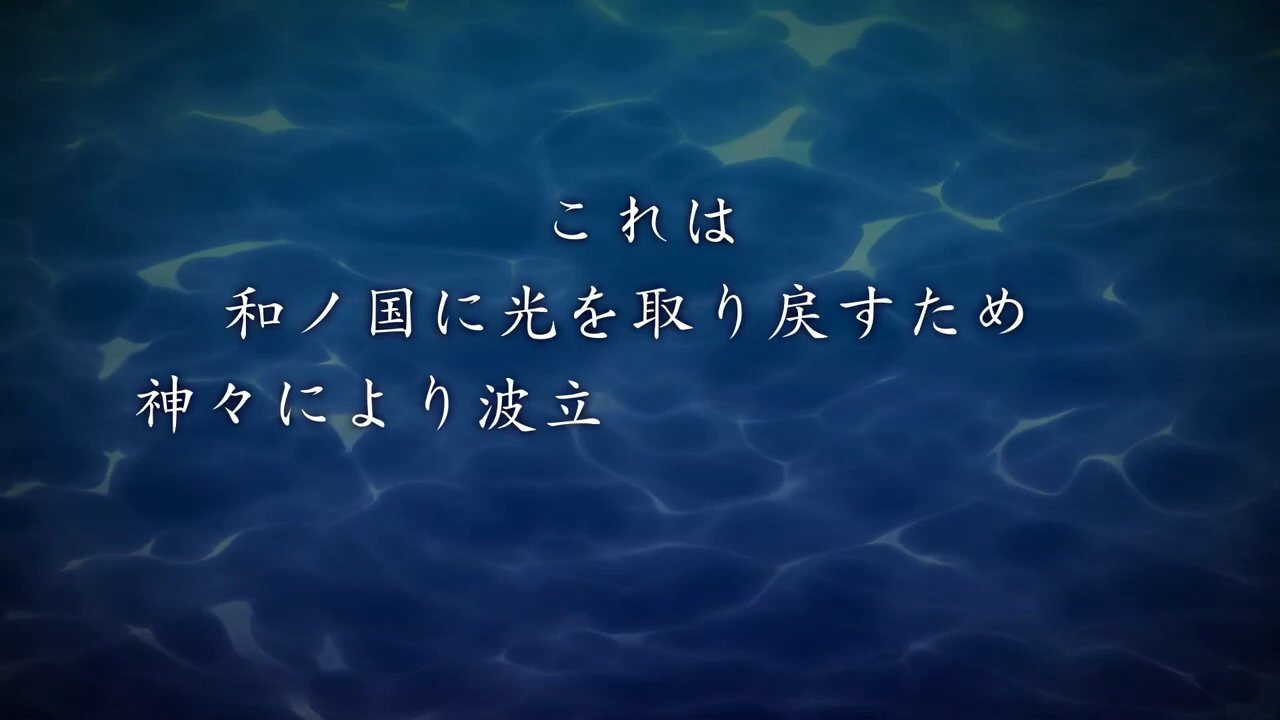 これは
和ノ国に光を取り戻すため
神々により波立